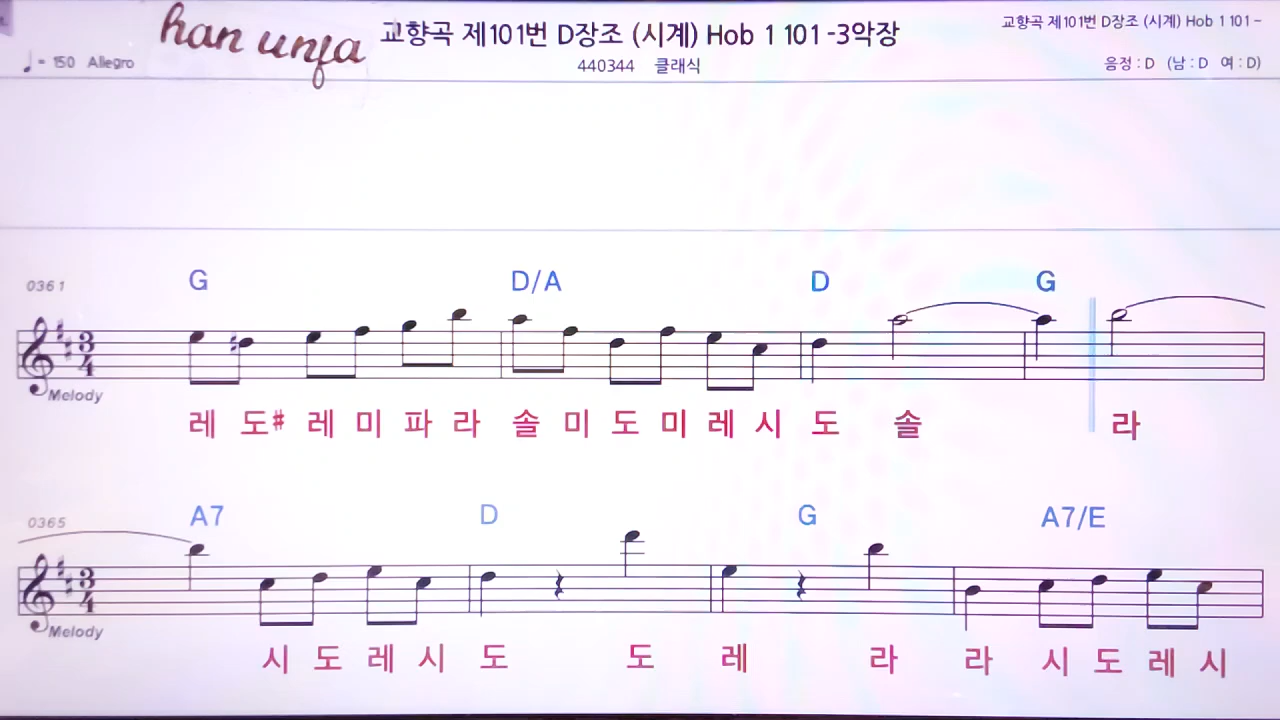 han unfa
교향곡 제101번 D장조 (시계) Hob 1 101 -3악장
교향곡 제101번 D장조 (시계) Hob 1 101 -
♩= 150 Allegro
440344 클래식
음정 : D (남 : D 여 : D)
0361
G D/A D G
3
4
Melody
레 도# 레 미 파 라 솔 미 도 미 레 시 도 솔 라
0365
A7 D G A7/E
3
4
Melody
시 도 레 시 도 도 레 라 라 시 도 레 시